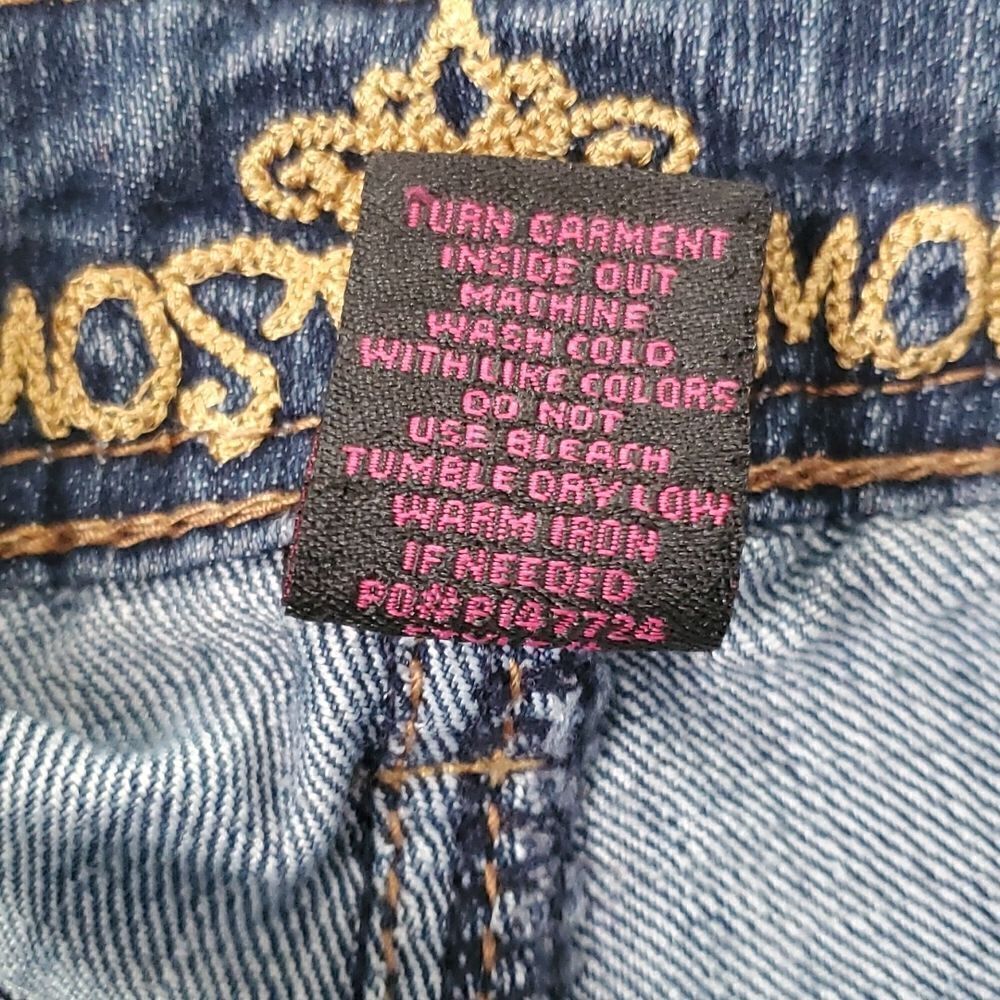 TURN GARMENT
INSIDE OUT
MACHINE
WASH COLD
WITH LIKE COLORS
DO NOT
USE BLEACH
TUMBLE DRY LOW
WARM IRON
IF NEEDED
PO# P147724